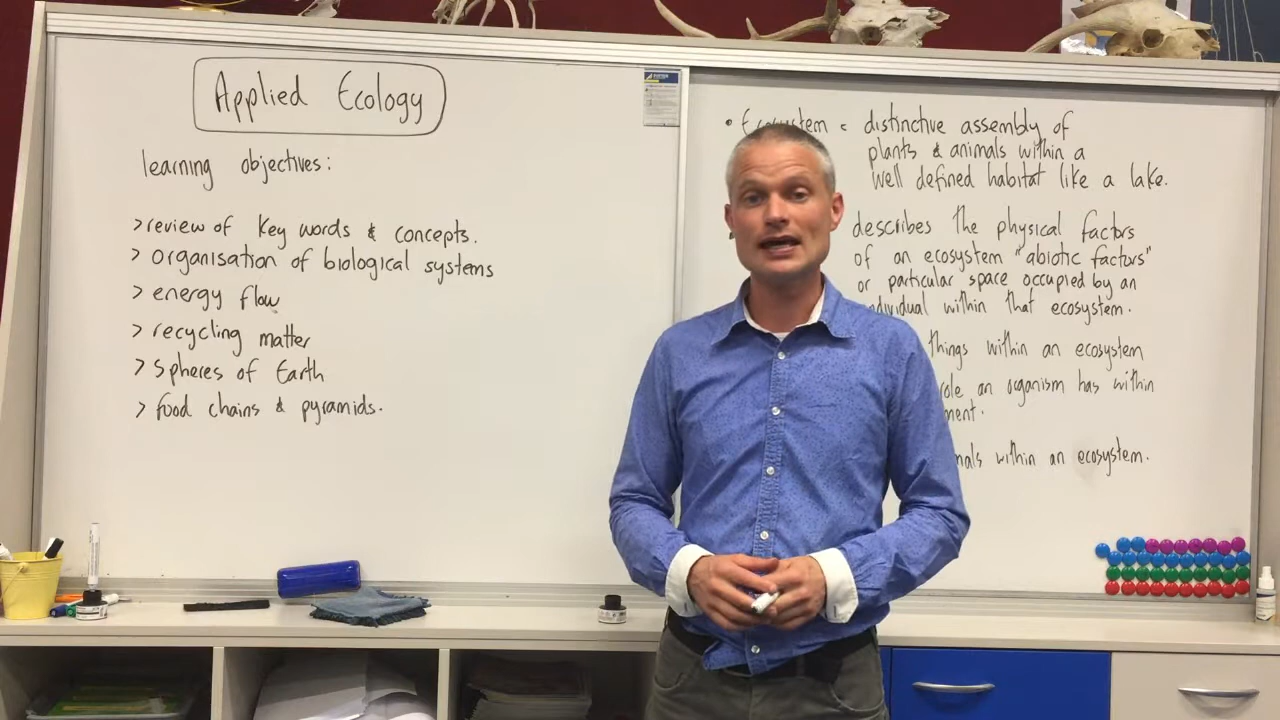 Applied Ecology
learning objectives:
> review of key words & concepts.
> organisation of biological systems
> energy flow
> recycling matter
> spheres of Earth
> food chains & pyramids.
• Ecosystem = distinctive assembly of
plants & animals within a
well defined habitat like a lake.
describes the physical factors
of an ecosystem "abiotic factors"
or particular space occupied by an
individual within that ecosystem.
things within an ecosystem
role an organism has within
within an ecosystem.